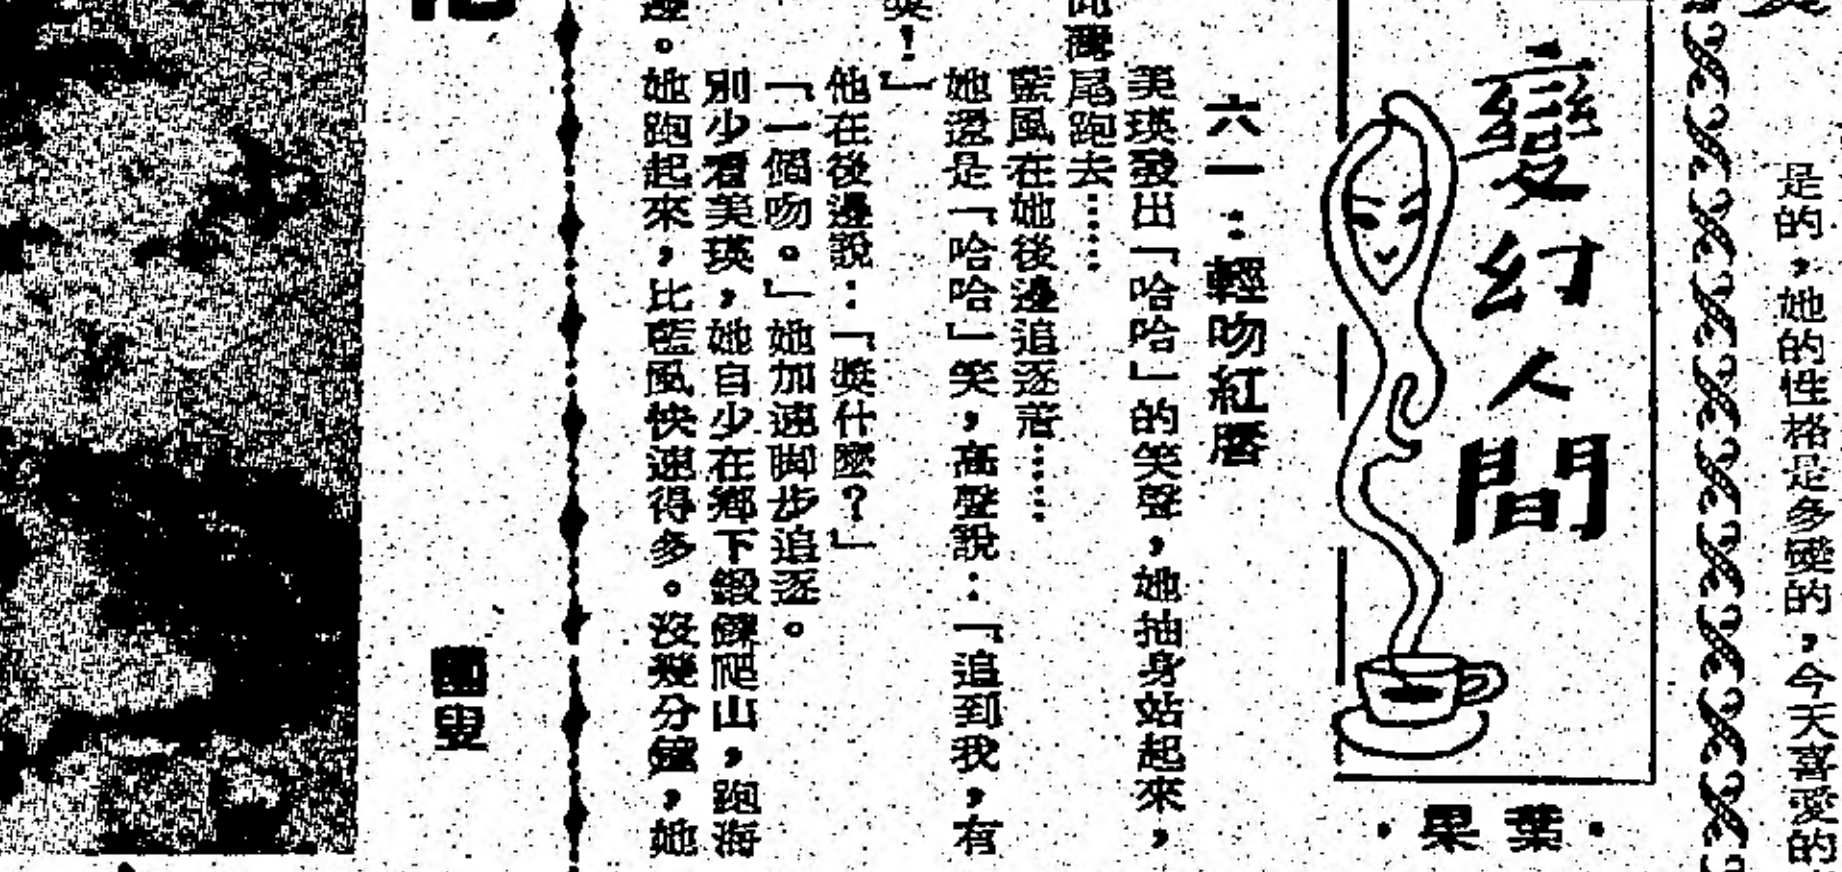 是的，她的性格是多變的，今天喜愛的
變幻人間
·葉果·
六一：輕吻紅唇
美瑛發出「哈哈」的笑聲，她抽身站起來，
灣尾跑去……
藍風在她後邊追逐著……
她還是「哈哈」笑，高聲說：「追到我，有
獎！」
他在後邊說：「獎什麼？」
「一個吻。」她加速脚步追逐。
別少看美瑛，她自少在鄉下鍛鍊爬山，跑海
邊。她跑起來，比藍風快速得多。沒幾分鐘，她
叟